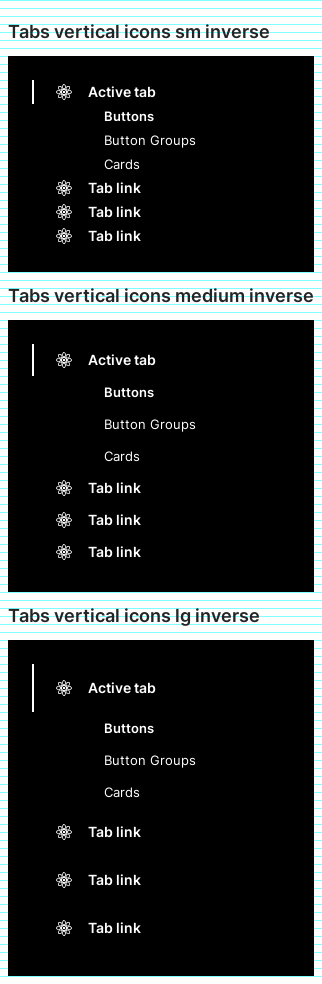 Tabs vertical icons sm inverse
Active tab
Buttons
Button Groups
Cards
Tab link
Tab link
Tab link
Tabs vertical icons medium inverse
Active tab
Buttons
Button Groups
Cards
Tab link
Tab link
Tab link
Tabs vertical icons lg inverse
Active tab
Buttons
Button Groups
Cards
Tab link
Tab link
Tab link